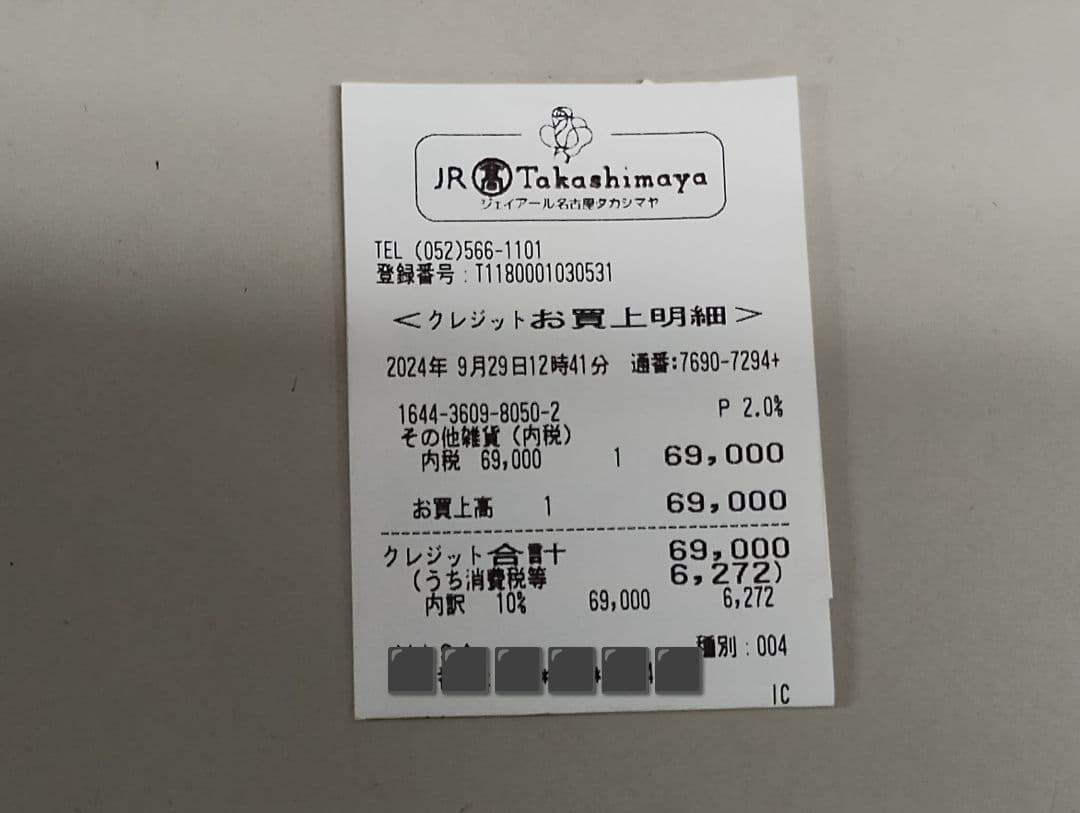 JR 髙 Takashimaya
ジェイアール名古屋タカシマヤ
TEL (052)566-1101
登録番号:T1180001030531
<クレジットお買上明細>
2024年 9月29日12時41分 通番:7690-7294+
1644-3609-8050-2 P 2.0%
その他雑貨(内税)
内税 69,000 1 69,000
お買上高 1 69,000
クレジット合計 69,000
(うち消費税等 6,272)
内訳 10% 69,000 6,272
種別:004
IC